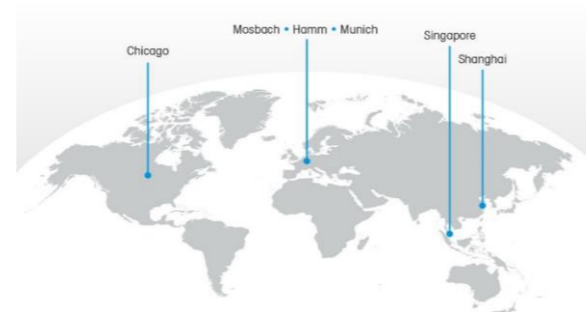 Mosbach • Hamm • Munich
Singapore
Chicago
Shanghai